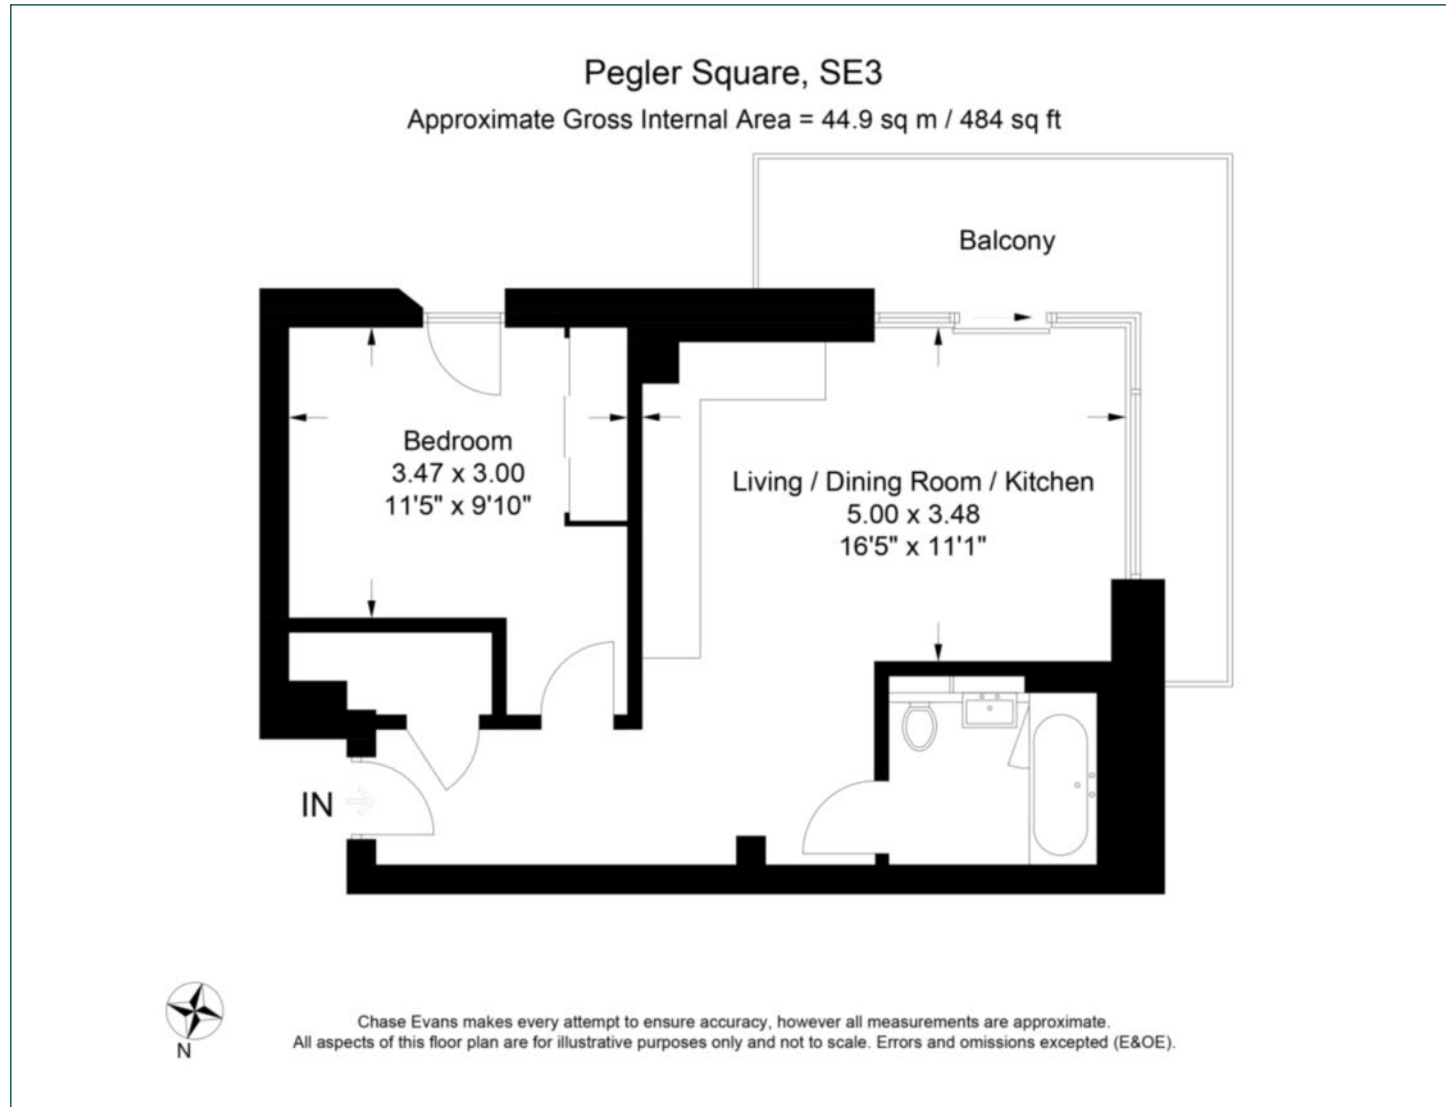 Pegler Square, SE3
Approximate Gross Internal Area = 44.9 sq m / 484 sq ft
Balcony
Bedroom
3.47 x 3.00
11'5" x 9'10"
Living / Dining Room / Kitchen
5.00 x 3.48
16'5" x 11'1"
IN
N
Chase Evans makes every attempt to ensure accuracy, however all measurements are approximate.
All aspects of this floor plan are for illustrative purposes only and not to scale. Errors and omissions excepted (E&OE).